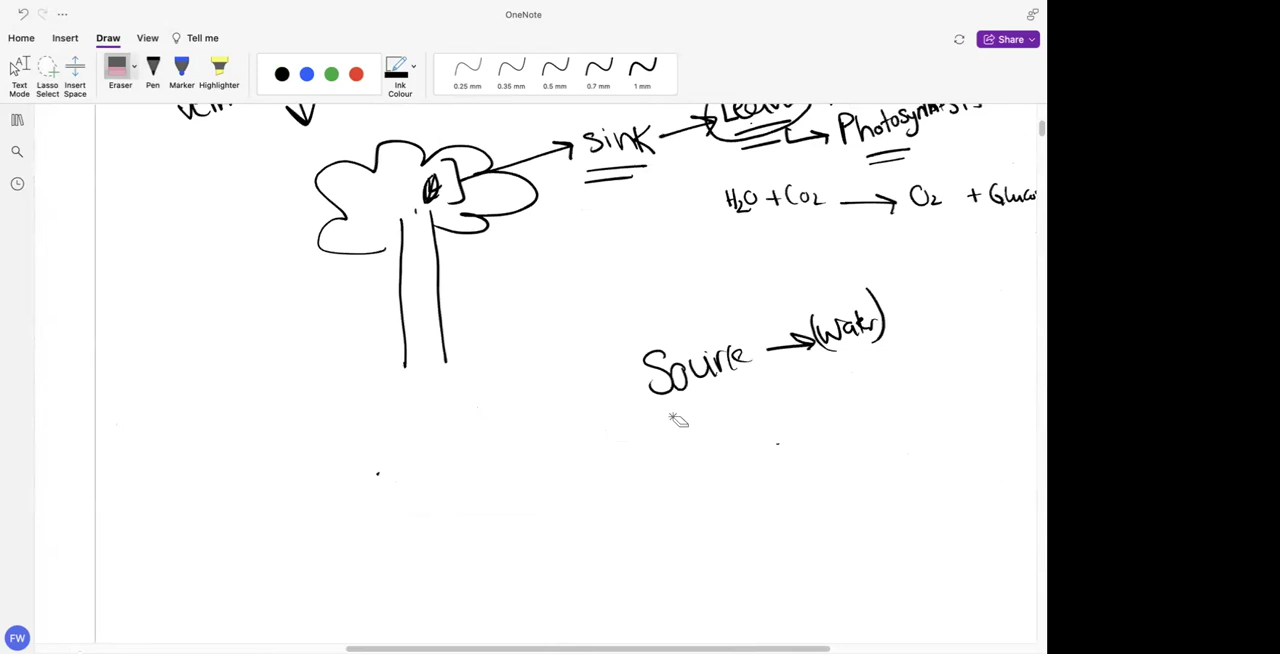 OneNote
Home Insert Draw View Tell me
Share
Text Mode
Lasso Select
Insert Space
Eraser
Pen
Marker
Highlighter
Ink Colour
0.25 mm 0.35 mm 0.5 mm 0.7 mm 1 mm
sink
H2O + CO2 → O2 + Gluco
Source → (Water)
FW